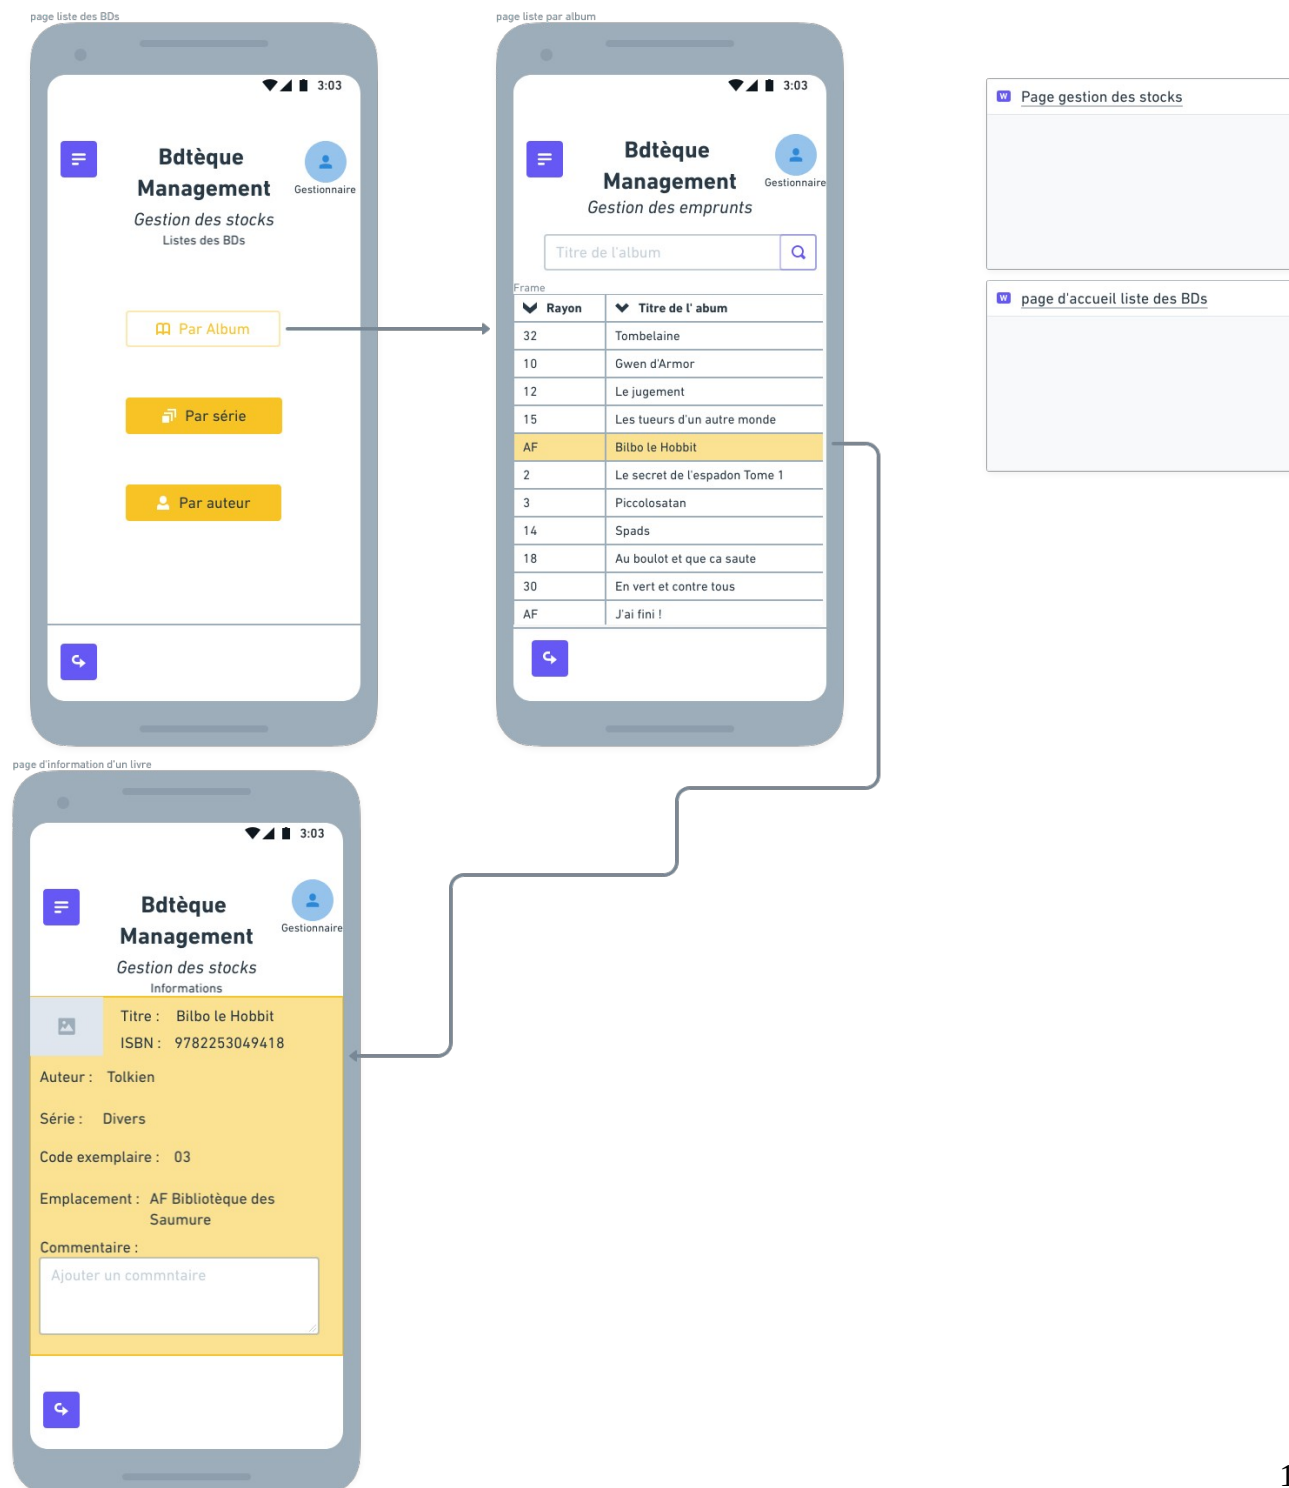 page liste des BDs
3:03
Bdtèque
Management
Gestionnaire
Gestion des stocks
Listes des BDs
Par Album
Par série
Par auteur
page liste par album
3:03
Bdtèque
Management
Gestionnaire
Gestion des emprunts
Titre de l'album
Frame
Rayon Titre de l' abum
32 Tombelaine
10 Gwen d'Armor
12 Le jugement
15 Les tueurs d'un autre monde
AF Bilbo le Hobbit
2 Le secret de l'espadon Tome 1
3 Piccolosatan
14 Spads
18 Au boulot et que ca saute
30 En vert et contre tous
AF J'ai fini !
W Page gestion des stocks
W page d'accueil liste des BDs
page d'information d'un livre
3:03
Bdtèque
Management
Gestionnaire
Gestion des stocks
Informations
Titre : Bilbo le Hobbit
ISBN : 9782253049418
Auteur : Tolkien
Série : Divers
Code exemplaire : 03
Emplacement : AF Bibliotèque des
Saumure
Commentaire :
Ajouter un commntaire
1